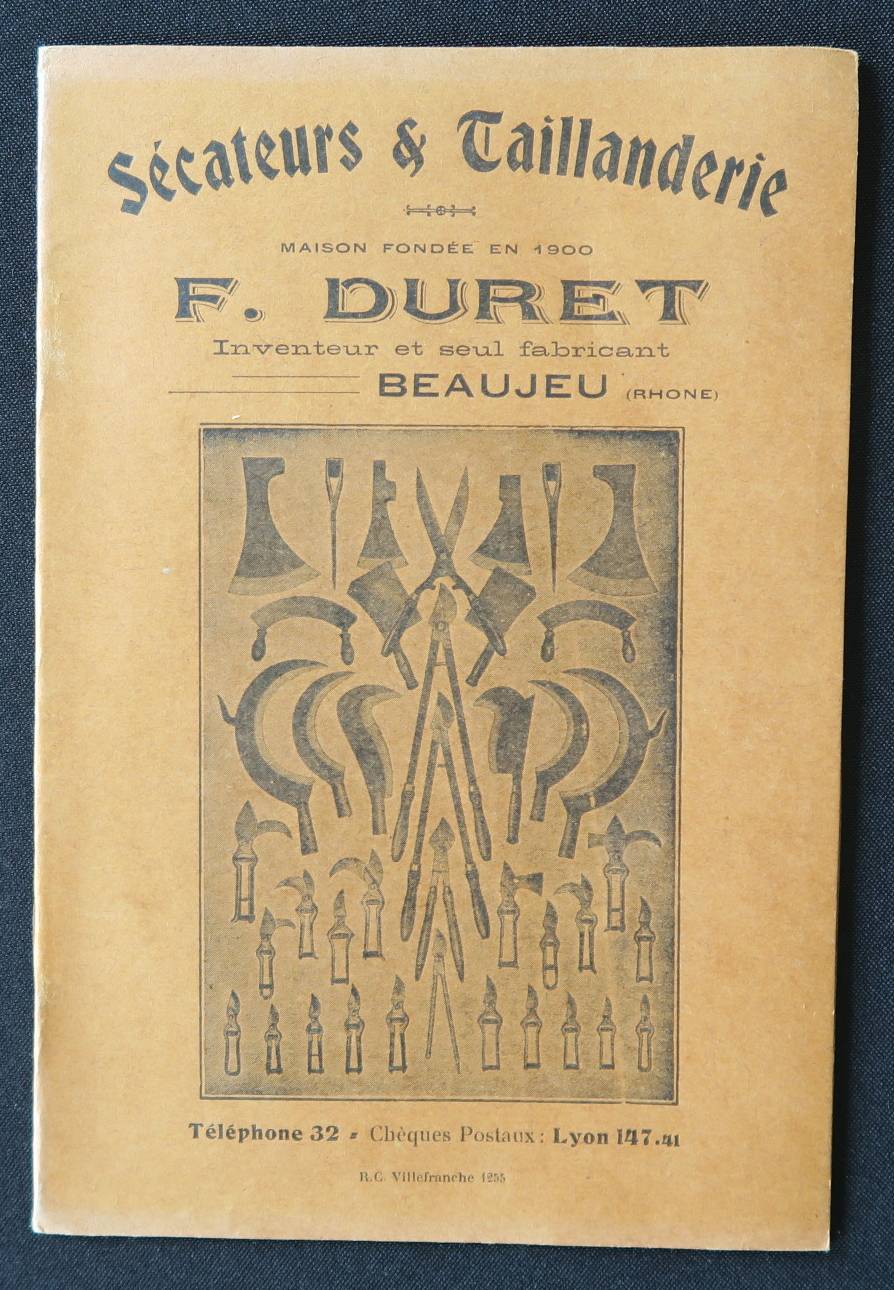 Sécateurs & Taillanderie
MAISON FONDÉE EN 1900
F. DURET
Inventeur et seul fabricant
BEAUJEU (RHONE)
Téléphone 32 - Chèques Postaux : Lyon 147.41
R.C. Villefranche 1255